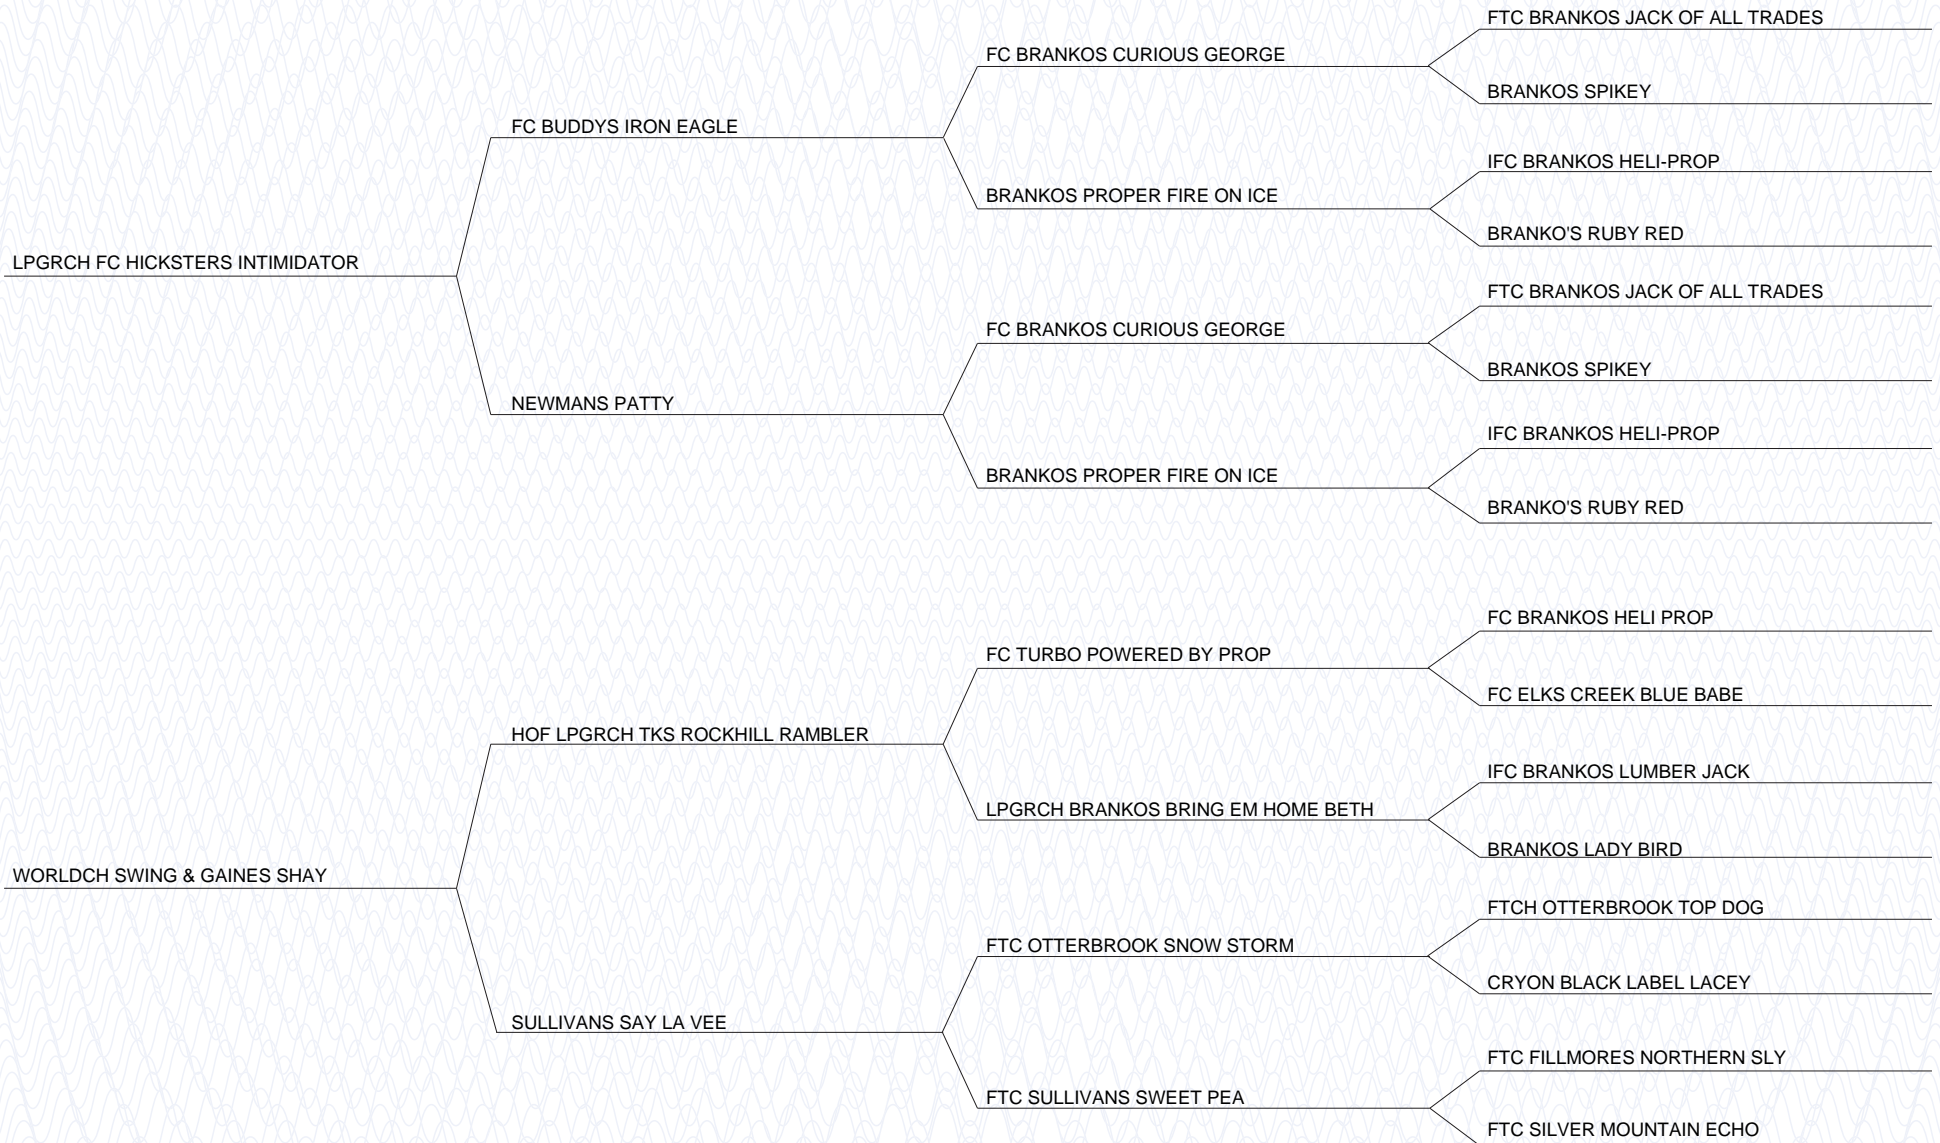 FTC BRANKOS JACK OF ALL TRADES
FC BRANKOS CURIOUS GEORGE
BRANKOS SPIKEY
FC BUDDYS IRON EAGLE
IFC BRANKOS HELI-PROP
BRANKOS PROPER FIRE ON ICE
BRANKO'S RUBY RED
LPGRCH FC HICKSTERS INTIMIDATOR
FTC BRANKOS JACK OF ALL TRADES
FC BRANKOS CURIOUS GEORGE
BRANKOS SPIKEY
NEWMANS PATTY
IFC BRANKOS HELI-PROP
BRANKOS PROPER FIRE ON ICE
BRANKO'S RUBY RED
FC BRANKOS HELI PROP
FC TURBO POWERED BY PROP
FC ELKS CREEK BLUE BABE
HOF LPGRCH TKS ROCKHILL RAMBLER
IFC BRANKOS LUMBER JACK
LPGRCH BRANKOS BRING EM HOME BETH
BRANKOS LADY BIRD
WORLDCH SWING & GAINES SHAY
FTCH OTTERBROOK TOP DOG
FTC OTTERBROOK SNOW STORM
CRYON BLACK LABEL LACEY
SULLIVANS SAY LA VEE
FTC FILLMORES NORTHERN SLY
FTC SULLIVANS SWEET PEA
FTC SILVER MOUNTAIN ECHO